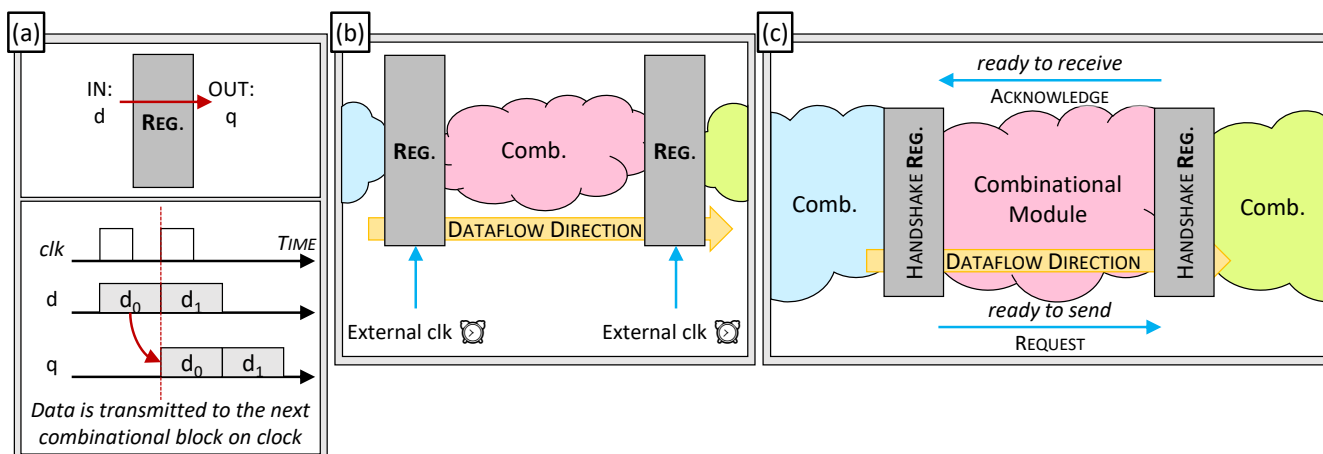 (a)
IN:
d
REG.
OUT:
q
clk
TIME
d
d0
d1
q
d0
d1
Data is transmitted to the next
combinational block on clock
(b)
REG.
Comb.
REG.
DATAFLOW DIRECTION
External clk
External clk
(c)
ready to receive
ACKNOWLEDGE
Comb.
HANDSHAKE REG.
Combinational
Module
HANDSHAKE REG.
Comb.
DATAFLOW DIRECTION
ready to send
REQUEST